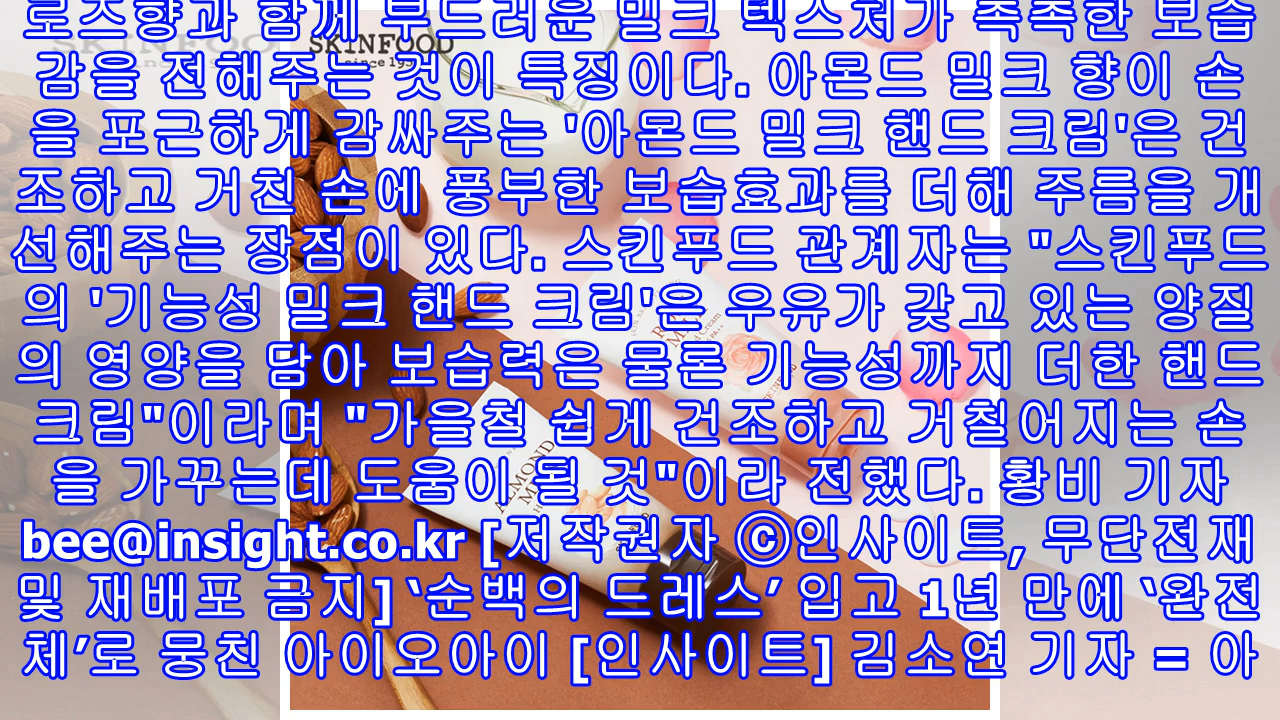 로즈향과 함께 부드러운 밀크 텍스처가 촉촉한 보습
SKINFOOD
since 195
감을 전해주는 것이 특징이다. 아몬드 밀크 향이 손
을 포근하게 감싸주는 '아몬드 밀크 핸드 크림'은 건
조하고 거친 손에 풍부한 보습효과를 더해 주름을 개
선해주는 장점이 있다. 스킨푸드 관계자는 "스킨푸드
의 '기능성 밀크 핸드 크림'은 우유가 갖고 있는 양질
의 영양을 담아 보습력은 물론 기능성까지 더한 핸드
크림"이라며 "가을철 쉽게 건조하고 거칠어지는 손
을 가꾸는데 도움이 될 것"이라 전했다. 황비 기자
ALMOND
bee@insight.co.kr [저작권자 ⓒ인사이트, 무단전재
및 재배포 금지] ‘순백의 드레스’ 입고 1년 만에 ‘완전
체’로 뭉친 아이오아이 [인사이트] 김소연 기자 = 아